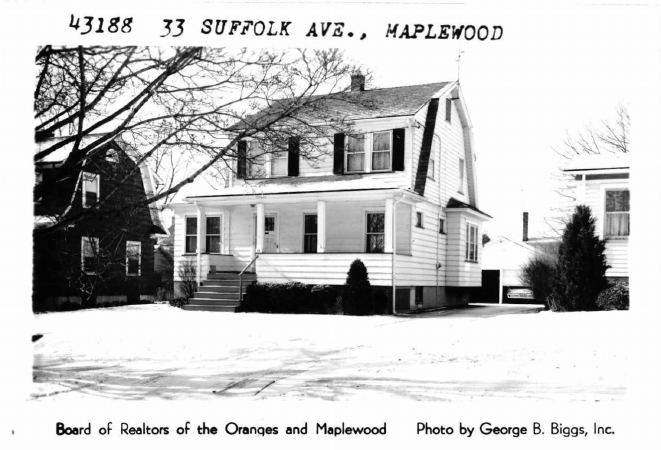 43188 33 SUFFOLK AVE., MAPLEWOOD
Board of Realtors of the Oranges and Maplewood Photo by George B. Biggs, Inc.